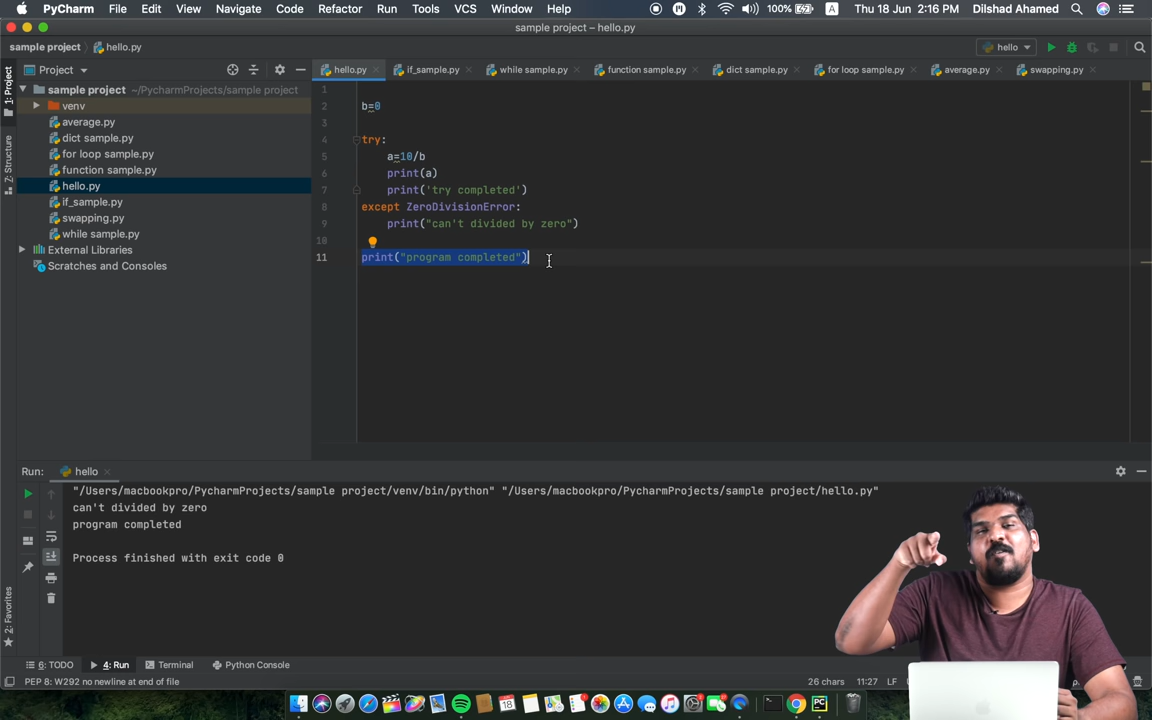 PyCharm File Edit View Navigate Code Refactor Run Tools VCS Window Help 100% A Thu 18 Jun 2:16 PM Dilshad Ahamed
sample project – hello.py
sample project hello.py hello
1: Project
Project
hello.py if_sample.py while sample.py function sample.py dict sample.py for loop sample.py average.py swapping.py
sample project ~/PycharmProjects/sample project
venv
average.py
dict sample.py
for loop sample.py
function sample.py
hello.py
if_sample.py
swapping.py
while sample.py
External Libraries
Scratches and Consoles
7: Structure
1
2 b=0
3
4 try:
5 a=10/b
6 print(a)
7 print('try completed')
8 except ZeroDivisionError:
9 print("can't divided by zero")
10
11 print("program completed")
Run: hello
"/Users/macbookpro/PycharmProjects/sample project/venv/bin/python" "/Users/macbookpro/PycharmProjects/sample project/hello.py"
can't divided by zero
program completed
Process finished with exit code 0
2: Favorites
6: TODO 4: Run Terminal Python Console
PEP 8: W292 no newline at end of file 26 chars 11:27 LF
18
PC